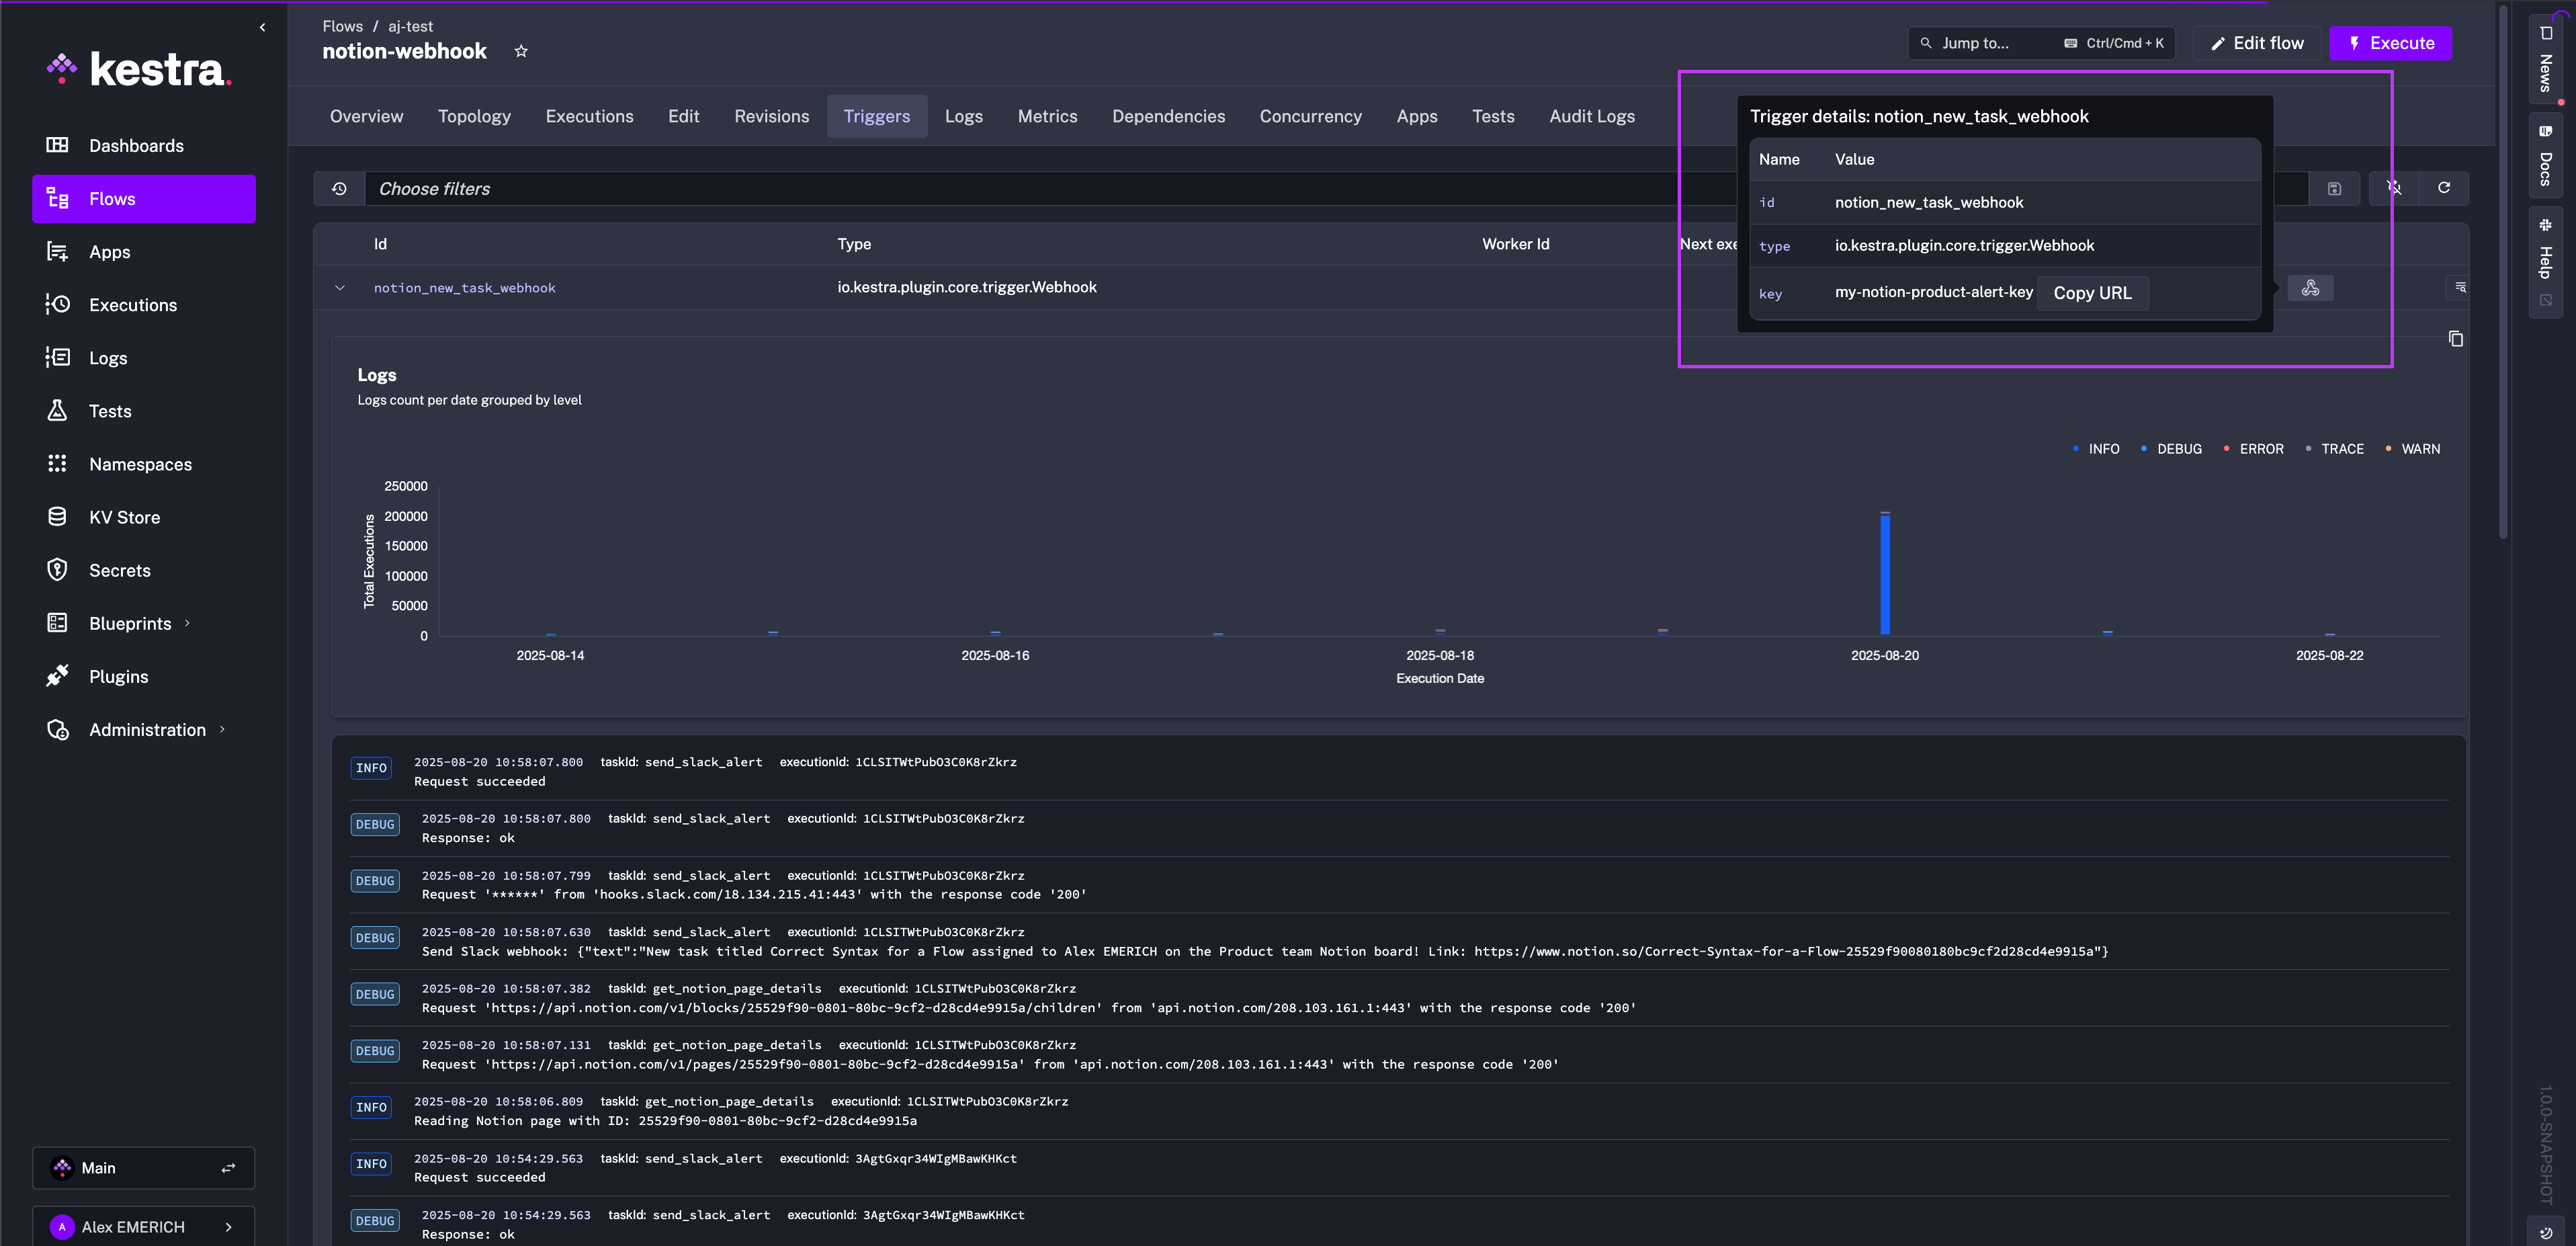 kestra.
Dashboards
Flows
Apps
Executions
Logs
Tests
Namespaces
KV Store
Secrets
Blueprints
Plugins
Administration
Main
A Alex EMERICH
Flows / aj-test
notion-webhook
Jump to... Ctrl/Cmd + K
Edit flow
Execute
Overview Topology Executions Edit Revisions Triggers Logs Metrics Dependencies Concurrency Apps Tests Audit Logs
Choose filters
Id Type Worker Id Next exe
notion_new_task_webhook io.kestra.plugin.core.trigger.Webhook
Trigger details: notion_new_task_webhook
Name Value
id notion_new_task_webhook
type io.kestra.plugin.core.trigger.Webhook
key my-notion-product-alert-key Copy URL
Logs
Logs count per date grouped by level
INFO DEBUG ERROR TRACE WARN
Total Executions
250000
200000
150000
100000
50000
0
2025-08-14 2025-08-16 2025-08-18 2025-08-20 2025-08-22
Execution Date
INFO 2025-08-20 10:58:07.800 taskId: send_slack_alert executionId: 1CLSITWtPubO3C0K8rZkrz
Request succeeded
DEBUG 2025-08-20 10:58:07.800 taskId: send_slack_alert executionId: 1CLSITWtPubO3C0K8rZkrz
Response: ok
DEBUG 2025-08-20 10:58:07.799 taskId: send_slack_alert executionId: 1CLSITWtPubO3C0K8rZkrz
Request '******' from 'hooks.slack.com/18.134.215.41:443' with the response code '200'
DEBUG 2025-08-20 10:58:07.630 taskId: send_slack_alert executionId: 1CLSITWtPubO3C0K8rZkrz
Send Slack webhook: {"text":"New task titled Correct Syntax for a Flow assigned to Alex EMERICH on the Product team Notion board! Link: https://www.notion.so/Correct-Syntax-for-a-Flow-25529f90080180bc9cf2d28cd4e9915a"}
DEBUG 2025-08-20 10:58:07.382 taskId: get_notion_page_details executionId: 1CLSITWtPubO3C0K8rZkrz
Request 'https://api.notion.com/v1/blocks/25529f90-0801-80bc-9cf2-d28cd4e9915a/children' from 'api.notion.com/208.103.161.1:443' with the response code '200'
DEBUG 2025-08-20 10:58:07.131 taskId: get_notion_page_details executionId: 1CLSITWtPubO3C0K8rZkrz
Request 'https://api.notion.com/v1/pages/25529f90-0801-80bc-9cf2-d28cd4e9915a' from 'api.notion.com/208.103.161.1:443' with the response code '200'
INFO 2025-08-20 10:58:06.809 taskId: get_notion_page_details executionId: 1CLSITWtPubO3C0K8rZkrz
Reading Notion page with ID: 25529f90-0801-80bc-9cf2-d28cd4e9915a
INFO 2025-08-20 10:54:29.563 taskId: send_slack_alert executionId: 3AgtGxqr34WIgMBawKHKct
Request succeeded
DEBUG 2025-08-20 10:54:29.563 taskId: send_slack_alert executionId: 3AgtGxqr34WIgMBawKHKct
Response: ok
News
Docs
Help
1.0.0-SNAPSHOT